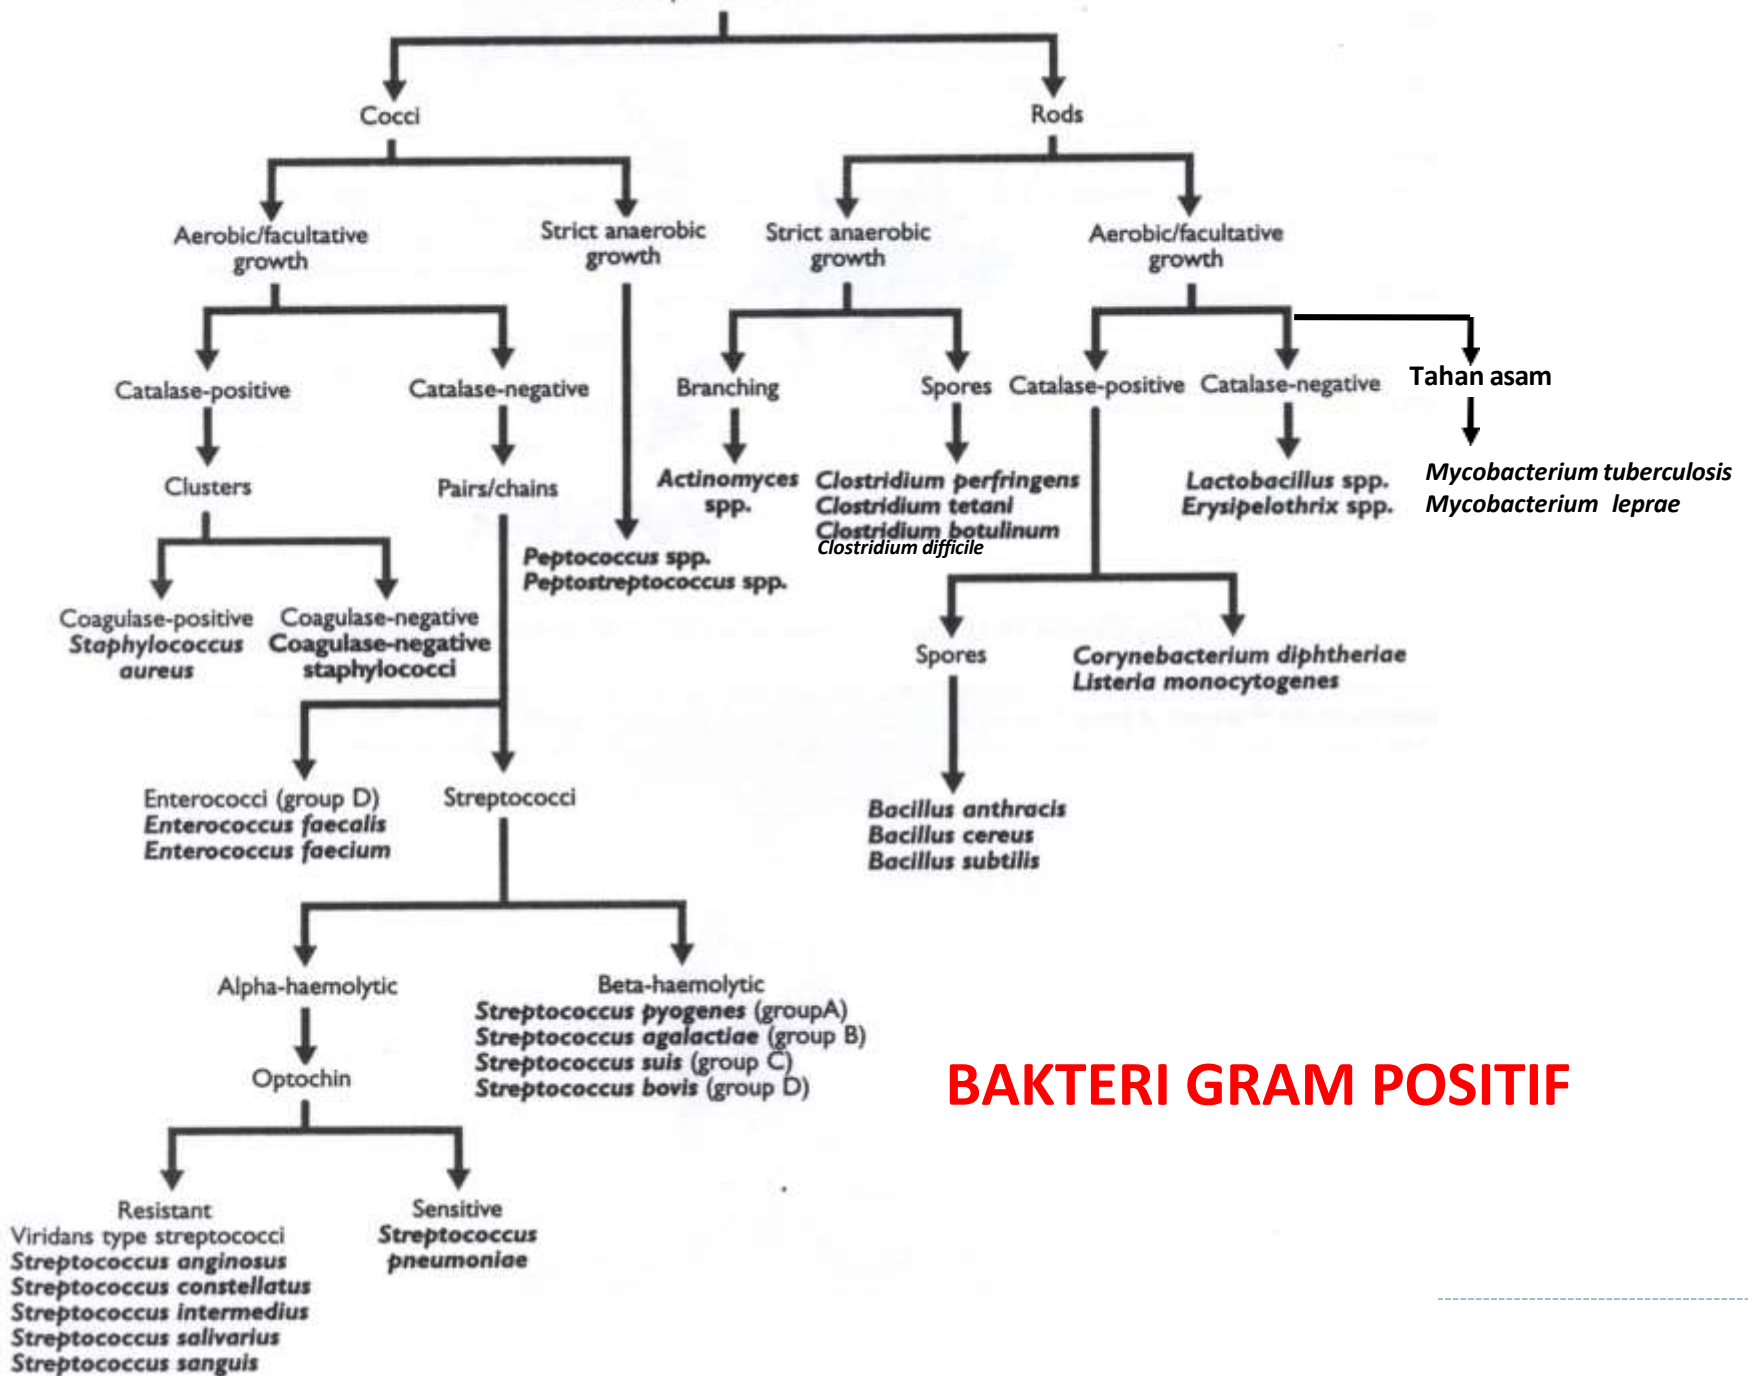 Cocci
Rods
Aerobic/facultative
growth
Strict anaerobic
growth
Strict anaerobic
growth
Aerobic/facultative
growth
Catalase-positive
Catalase-negative
Branching
Spores
Catalase-positive
Catalase-negative
Tahan asam
Clusters
Pairs/chains
Actinomyces
spp.
Clostridium perfringens
Clostridium tetani
Clostridium botulinum
Clostridium difficile
Lactobacillus spp.
Erysipelothrix spp.
Mycobacterium tuberculosis
Mycobacterium leprae
Peptococcus spp.
Peptostreptococcus spp.
Coagulase-positive
Staphylococcus
aureus
Coagulase-negative
Coagulase-negative
staphylococci
Spores
Corynebacterium diphtheriae
Listeria monocytogenes
Enterococci (group D)
Enterococcus faecalis
Enterococcus faecium
Streptococci
Bacillus anthracis
Bacillus cereus
Bacillus subtilis
Alpha-haemolytic
Beta-haemolytic
Streptococcus pyogenes (groupA)
Streptococcus agalactiae (group B)
Streptococcus suis (group C)
Streptococcus bovis (group D)
Optochin
BAKTERI GRAM POSITIF
Resistant
Viridans type streptococci
Streptococcus anginosus
Streptococcus constellatus
Streptococcus intermedius
Streptococcus salivarius
Streptococcus sanguis
Sensitive
Streptococcus
pneumoniae